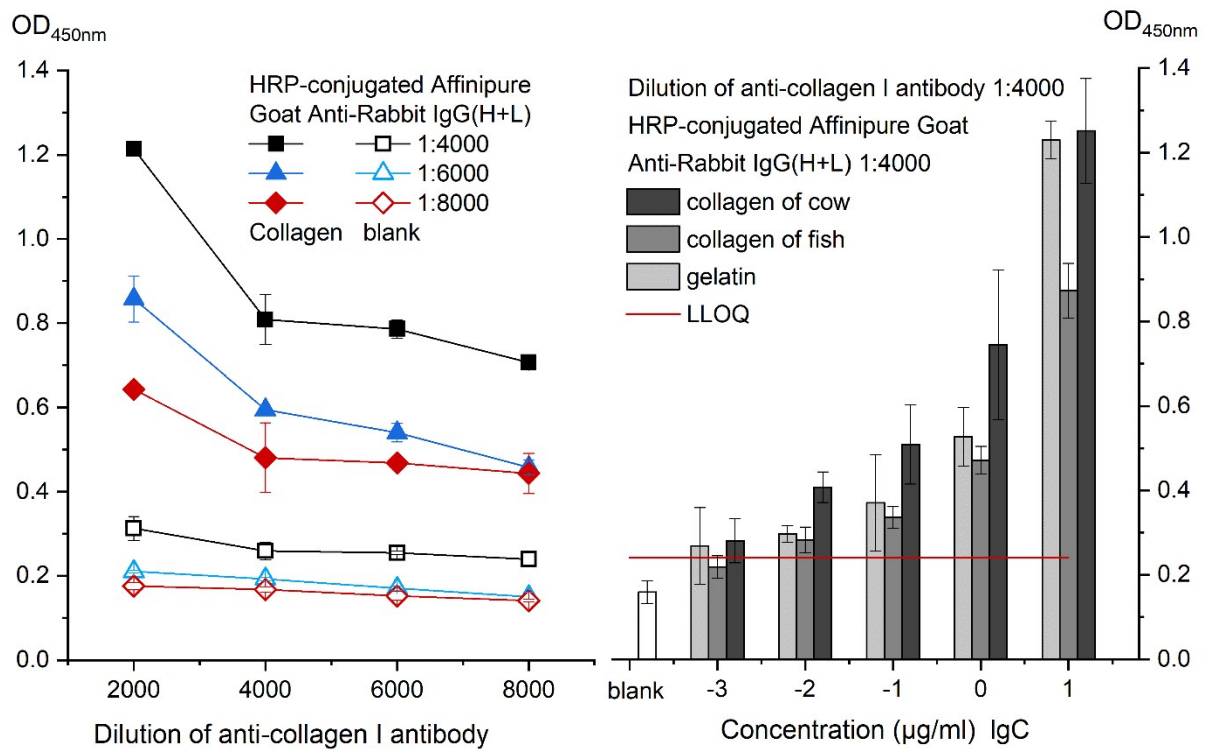 OD450nm
1.4
1.2
1.0
0.8
0.6
0.4
0.2
0.0
HRP-conjugated Affinipure
Goat Anti-Rabbit IgG(H+L)
1:4000
1:6000
1:8000
Collagen blank
2000 4000 6000 8000
Dilution of anti-collagen I antibody
OD450nm
1.4
1.2
1.0
0.8
0.6
0.4
0.2
0.0
Dilution of anti-collagen I antibody 1:4000
HRP-conjugated Affinipure Goat
Anti-Rabbit IgG(H+L) 1:4000
collagen of cow
collagen of fish
gelatin
LLOQ
blank -3 -2 -1 0 1
Concentration (µg/ml) lgC